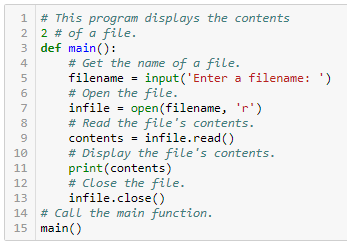 1 # This program displays the contents
2 2 # of a file.
3 def main():
4     # Get the name of a file.
5     filename = input('Enter a filename: ')
6     # Open the file.
7     infile = open(filename, 'r')
8     # Read the file's contents.
9     contents = infile.read()
10     # Display the file's contents.
11     print(contents)
12     # Close the file.
13     infile.close()
14 # Call the main function.
15 main()